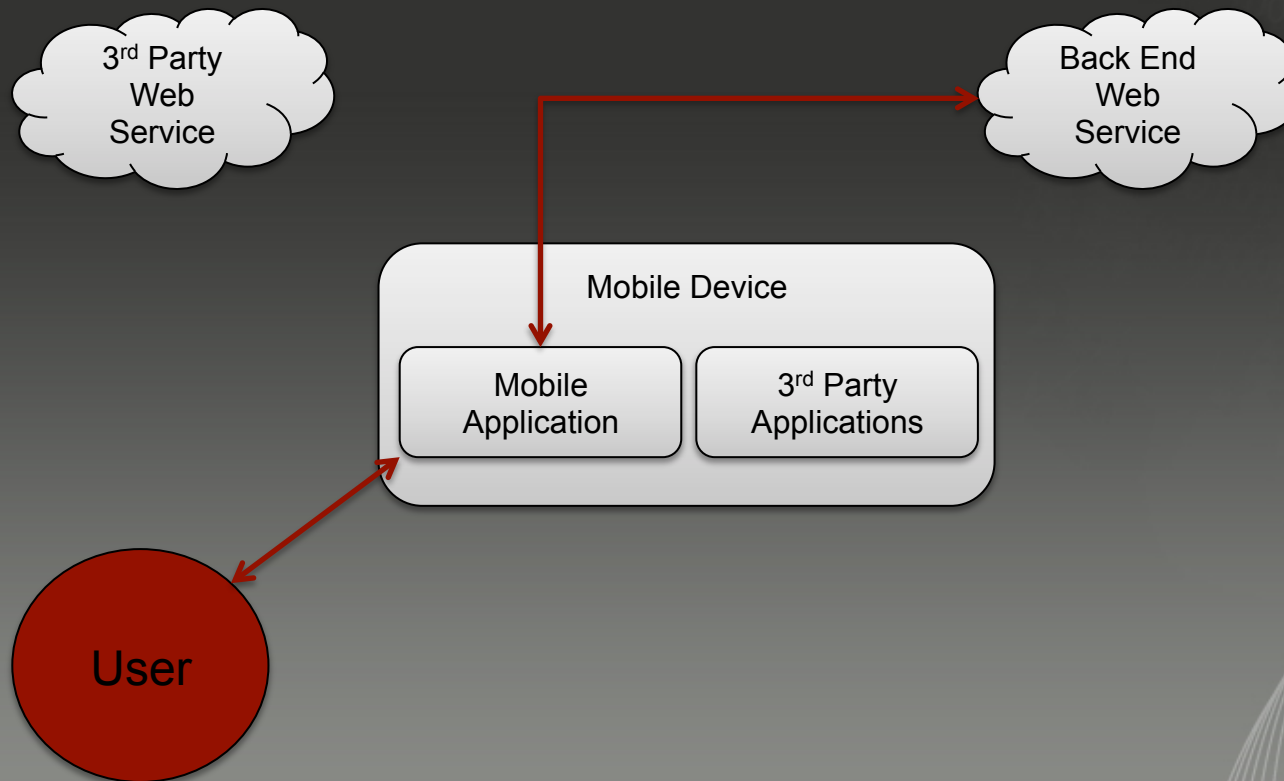 3rd Party
Web
Service
Back End
Web
Service
Mobile Device
Mobile
Application
3rd Party
Applications
User